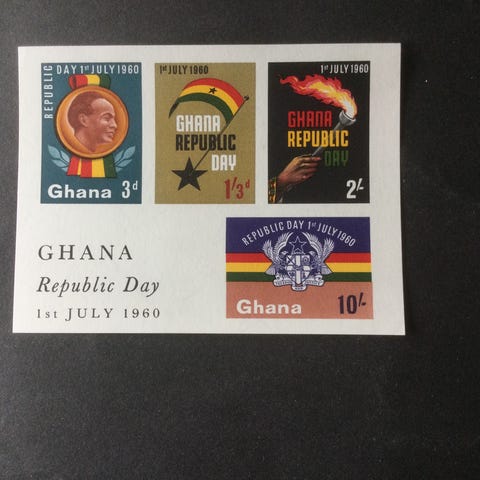 REPUBLIC DAY 1st JULY 1960
Ghana 3d
1st JULY 1960
GHANA
REPUBLIC
DAY
1/3d
1st JULY 1960
GHANA
REPUBLIC
DAY
2/-
REPUBLIC DAY 1st JULY 1960
Ghana 10/-
GHANA
Republic Day
1st JULY 1960